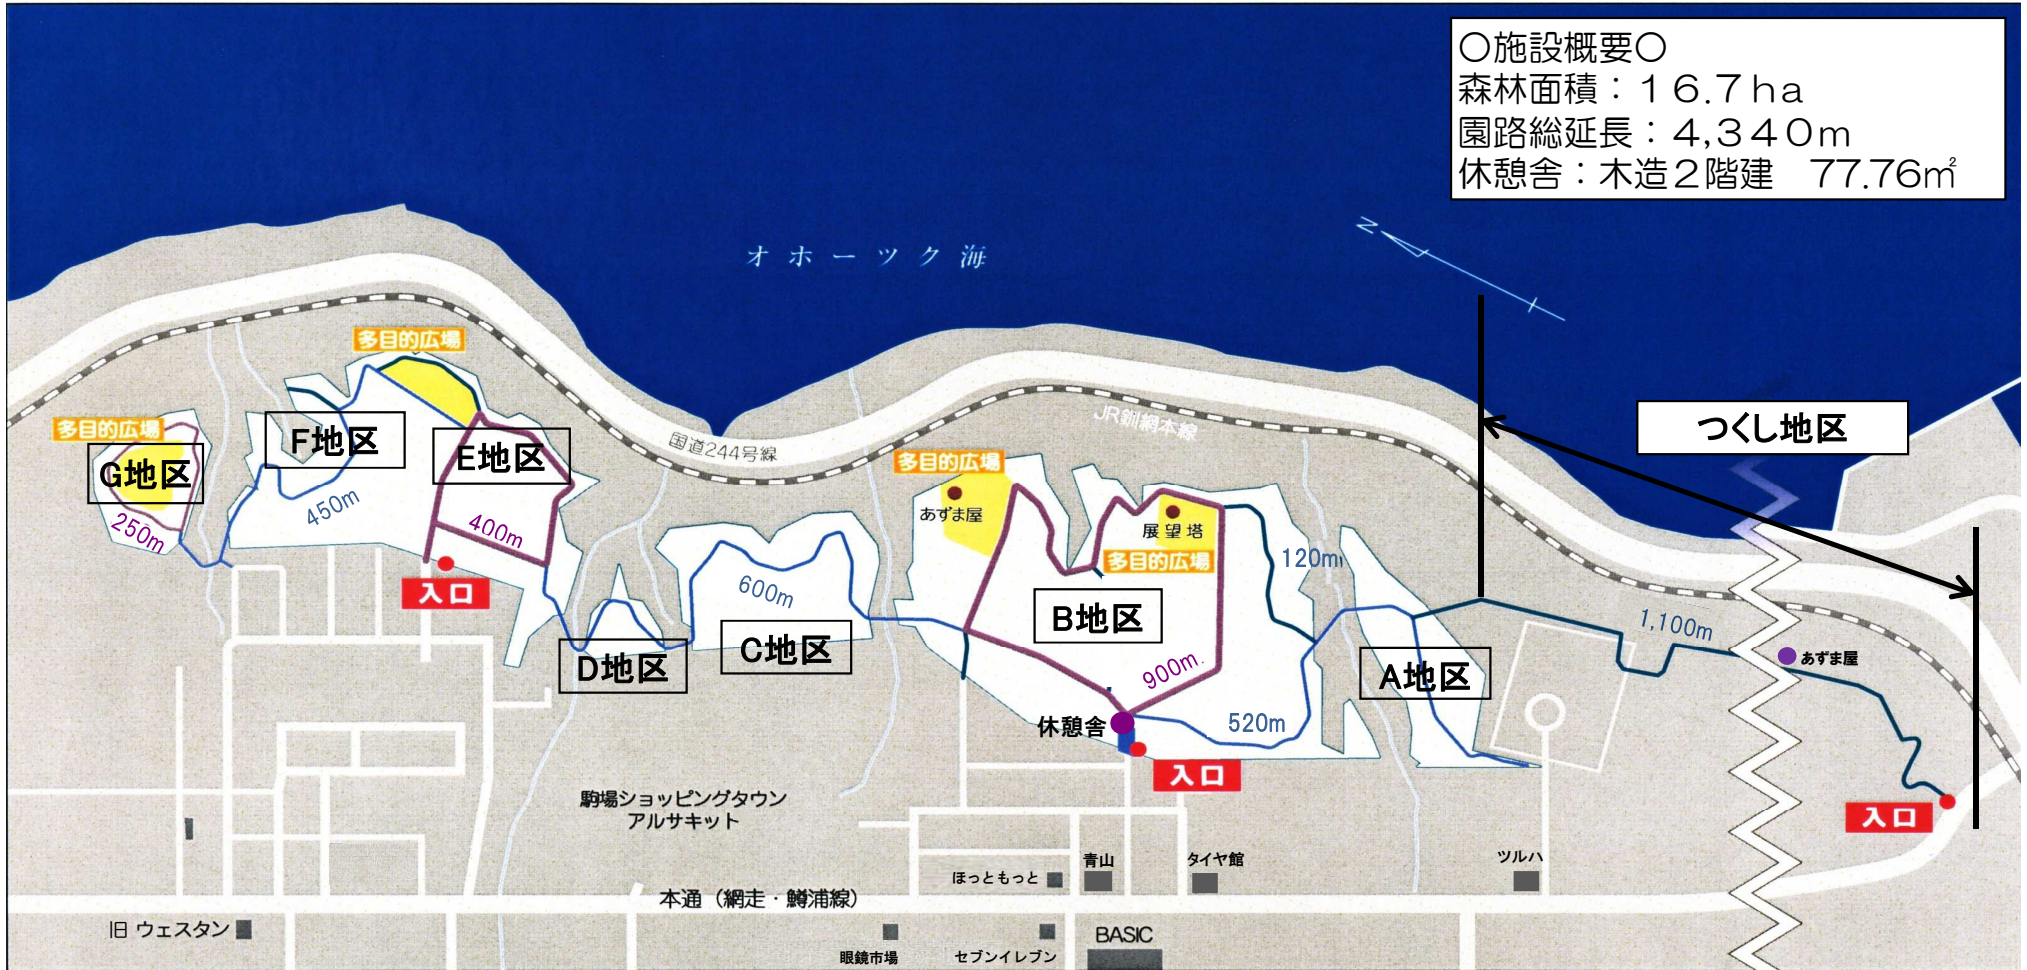 〇施設概要〇
森林面積：１６.７ｈａ
園路総延長：４,３４０ｍ
休憩舎：木造２階建　77.76㎡
オホーツク海
N
つくし地区
多目的広場
国道244号線
JR釧網本線
多目的広場
G地区
250m
F地区
450m
E地区
400m
入口
多目的広場
あずま屋
展望塔
多目的広場
120m
600m
B地区
1,100m
C地区
D地区
900m
A地区
あずま屋
休憩舎
520m
入口
入口
駒場ショッピングタウン
アルサキット
青山
タイヤ館
ツルハ
ほっともっと
本通（網走・鱒浦線）
旧 ウェスタン
眼鏡市場
セブンイレブン
BASIC